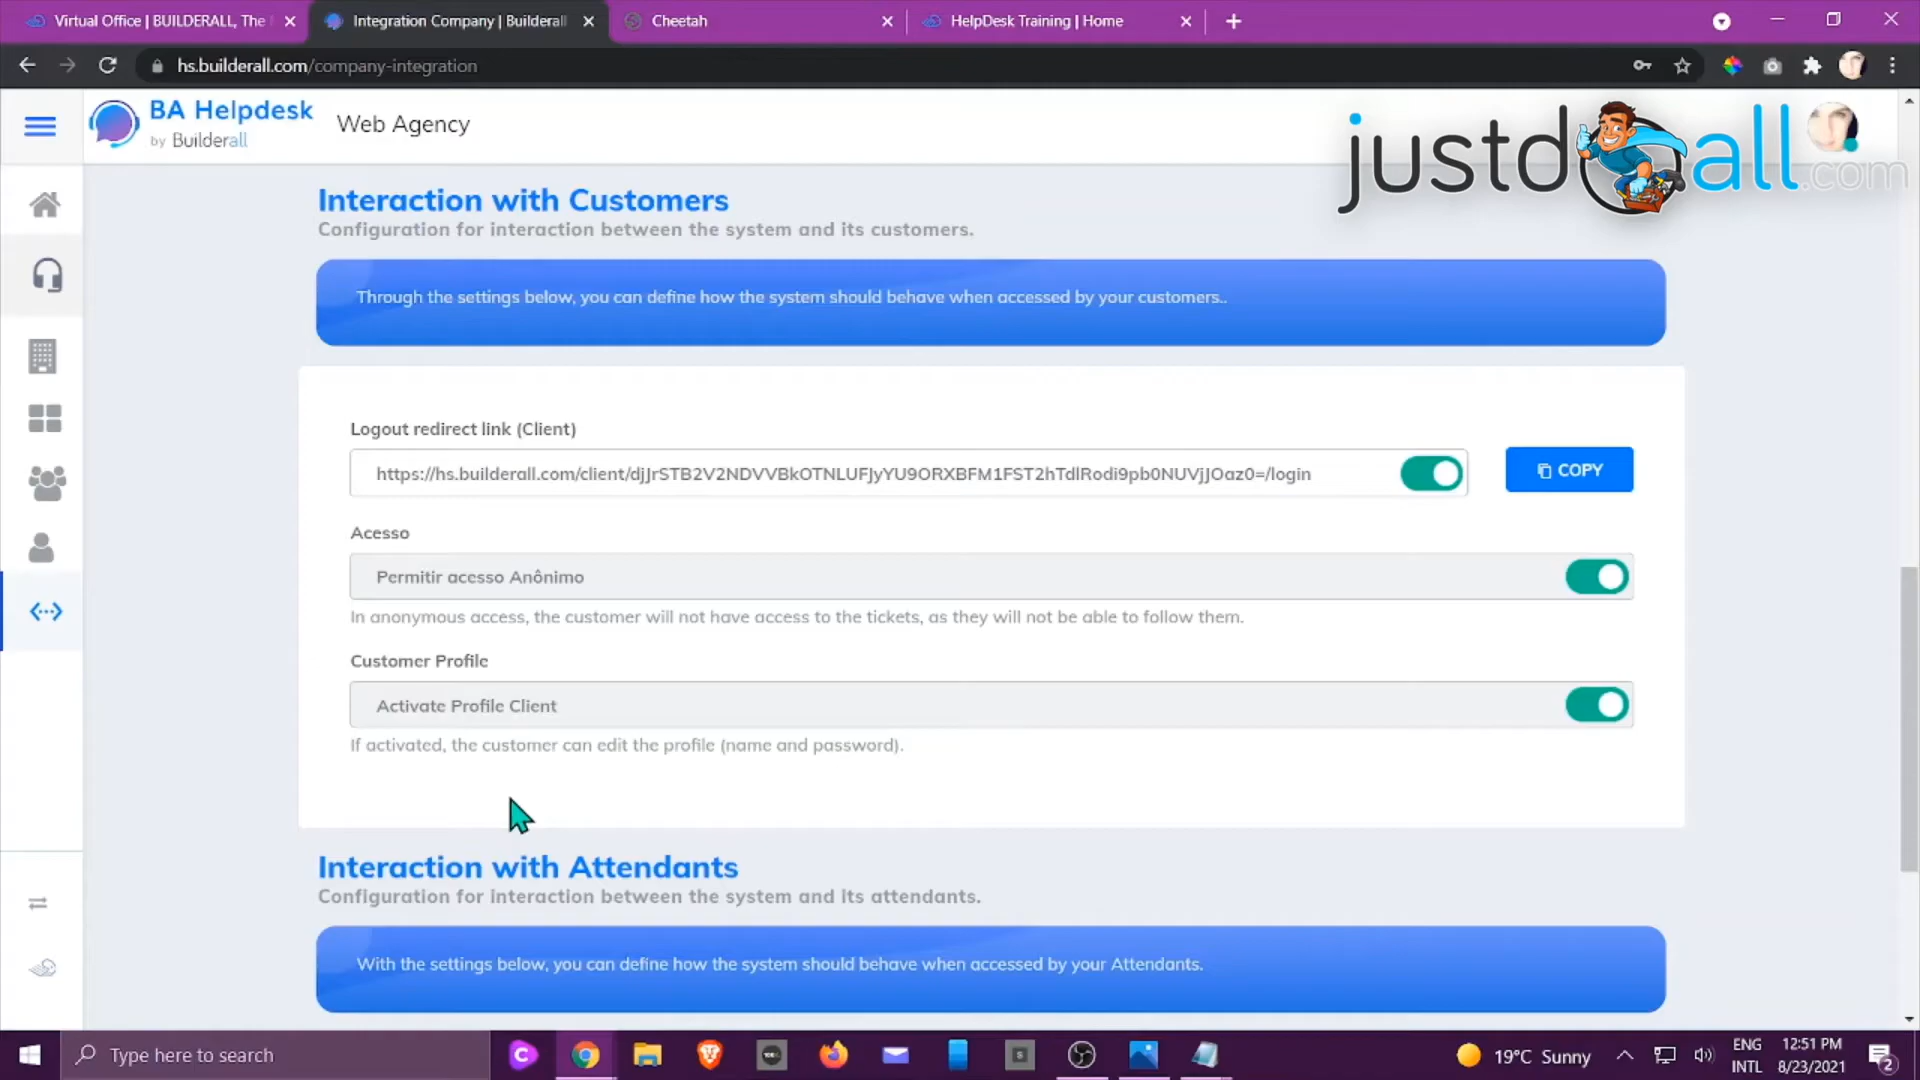 Virtual Office | BUILDERALL, The
Integration Company | Builderall
Cheetah
HelpDesk Training | Home
hs.builderall.com/company-integration
BA Helpdesk
by Builderall
Web Agency
justdoall.com
Interaction with Customers
Configuration for interaction between the system and its customers.
Through the settings below, you can define how the system should behave when accessed by your customers..
Logout redirect link (Client)
https://hs.builderall.com/client/djJrSTB2V2NDVVBkOTNLUFJyYU9ORXBFM1FST2hTdlRodi9pb0NUVjJOaz0=/login
COPY
Acesso
Permitir acesso Anônimo
In anonymous access, the customer will not have access to the tickets, as they will not be able to follow them.
Customer Profile
Activate Profile Client
If activated, the customer can edit the profile (name and password).
Interaction with Attendants
Configuration for interaction between the system and its attendants.
With the settings below, you can define how the system should behave when accessed by your Attendants.
Type here to search
19°C Sunny
ENG
INTL
12:51 PM
8/23/2021
2